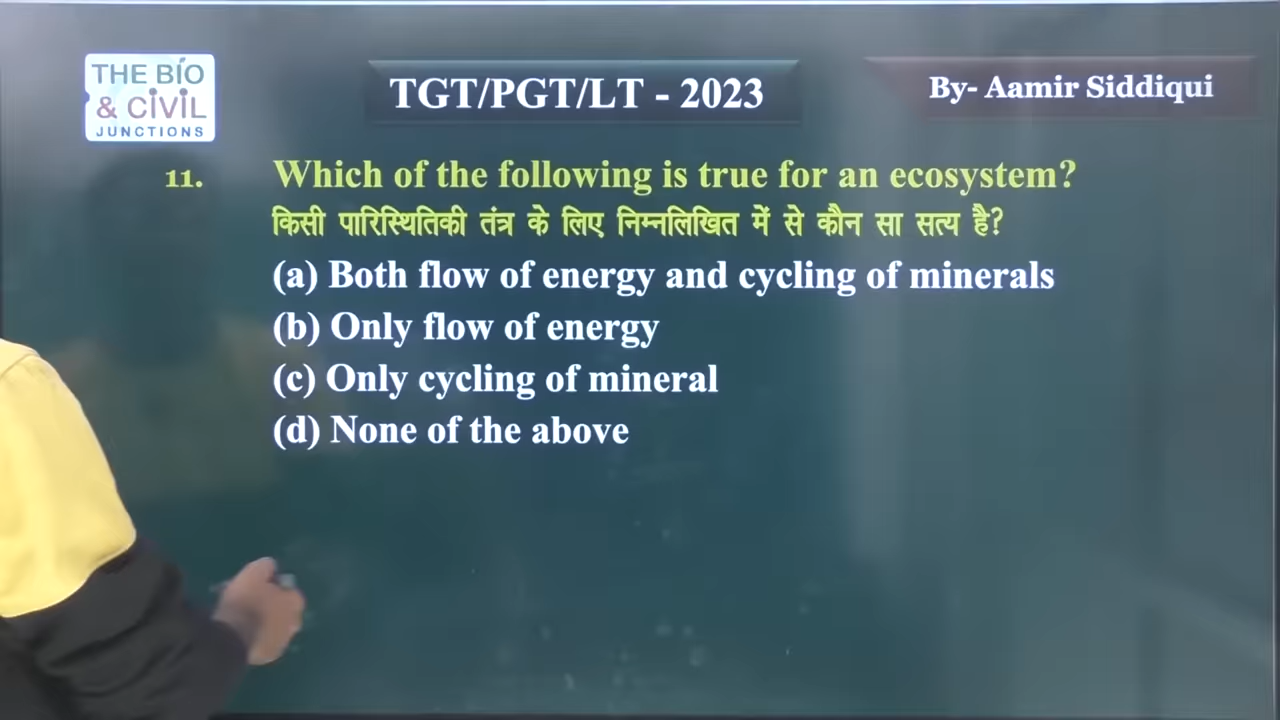 THE BIO
& CIVIL
JUNCTIONS
TGT/PGT/LT - 2023
By- Aamir Siddiqui
11. Which of the following is true for an ecosystem?
किसी पारिस्थितिकी तंत्र के लिए निम्नलिखित में से कौन सा सत्य है?
(a) Both flow of energy and cycling of minerals
(b) Only flow of energy
(c) Only cycling of mineral
(d) None of the above